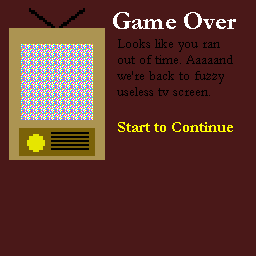 Game Over
Looks like you ran
out of time. Aaaaand
we're back to fuzzy
useless tv screen.
Start to Continue